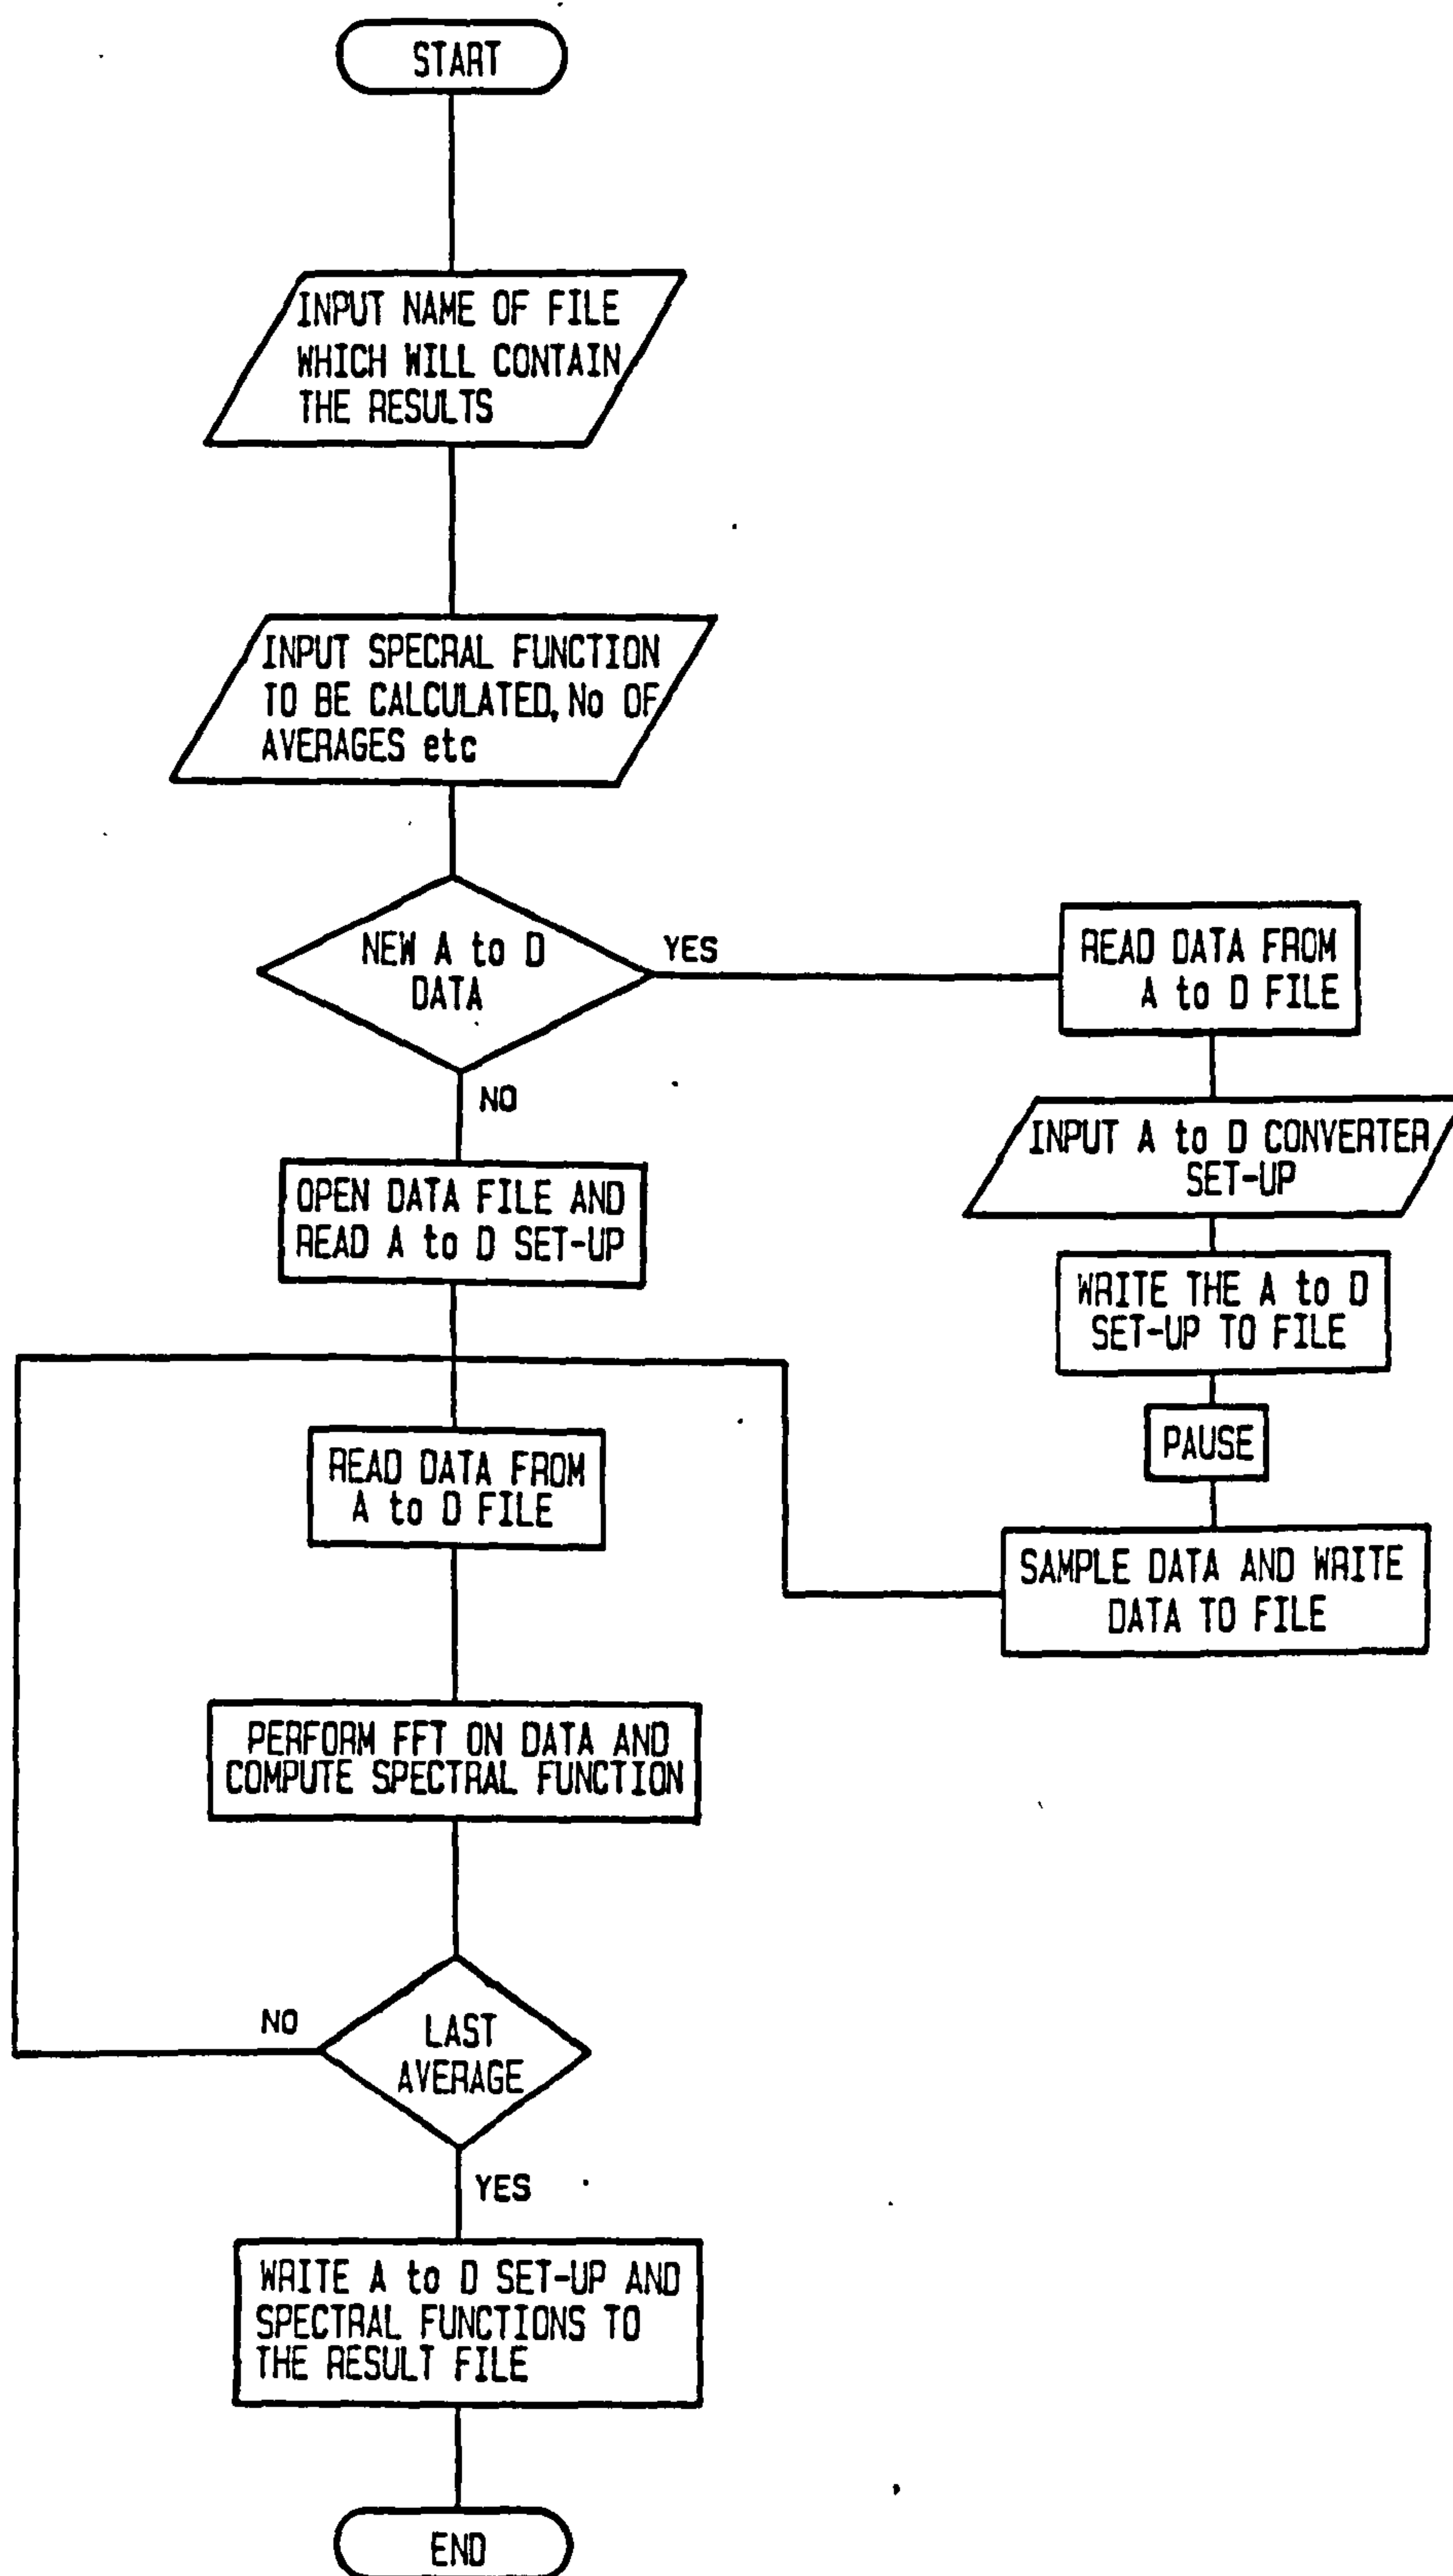 START
INPUT NAME OF FILE
WHICH WILL CONTAIN
THE RESULTS
INPUT SPECRAL FUNCTION
TO BE CALCULATED, No OF
AVERAGES etc
NEW A to D
DATA
YES
NO
READ DATA FROM
A to D FILE
INPUT A to D CONVERTER
SET-UP
WRITE THE A to D
SET-UP TO FILE
PAUSE
SAMPLE DATA AND WRITE
DATA TO FILE
OPEN DATA FILE AND
READ A to D SET-UP
READ DATA FROM
A to D FILE
PERFORM FFT ON DATA AND
COMPUTE SPECTRAL FUNCTION
LAST
AVERAGE
NO
YES
WRITE A to D SET-UP AND
SPECTRAL FUNCTIONS TO
THE RESULT FILE
END